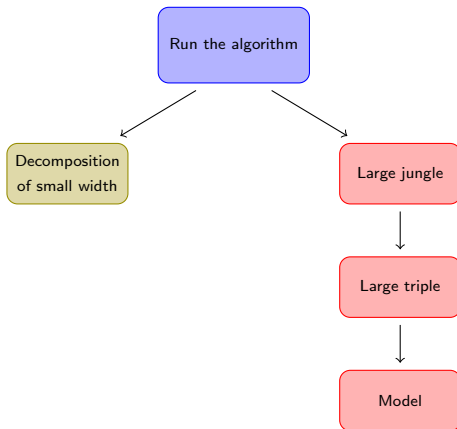 Run the algorithm
Decomposition
of small width
Large jungle
Large triple
Model